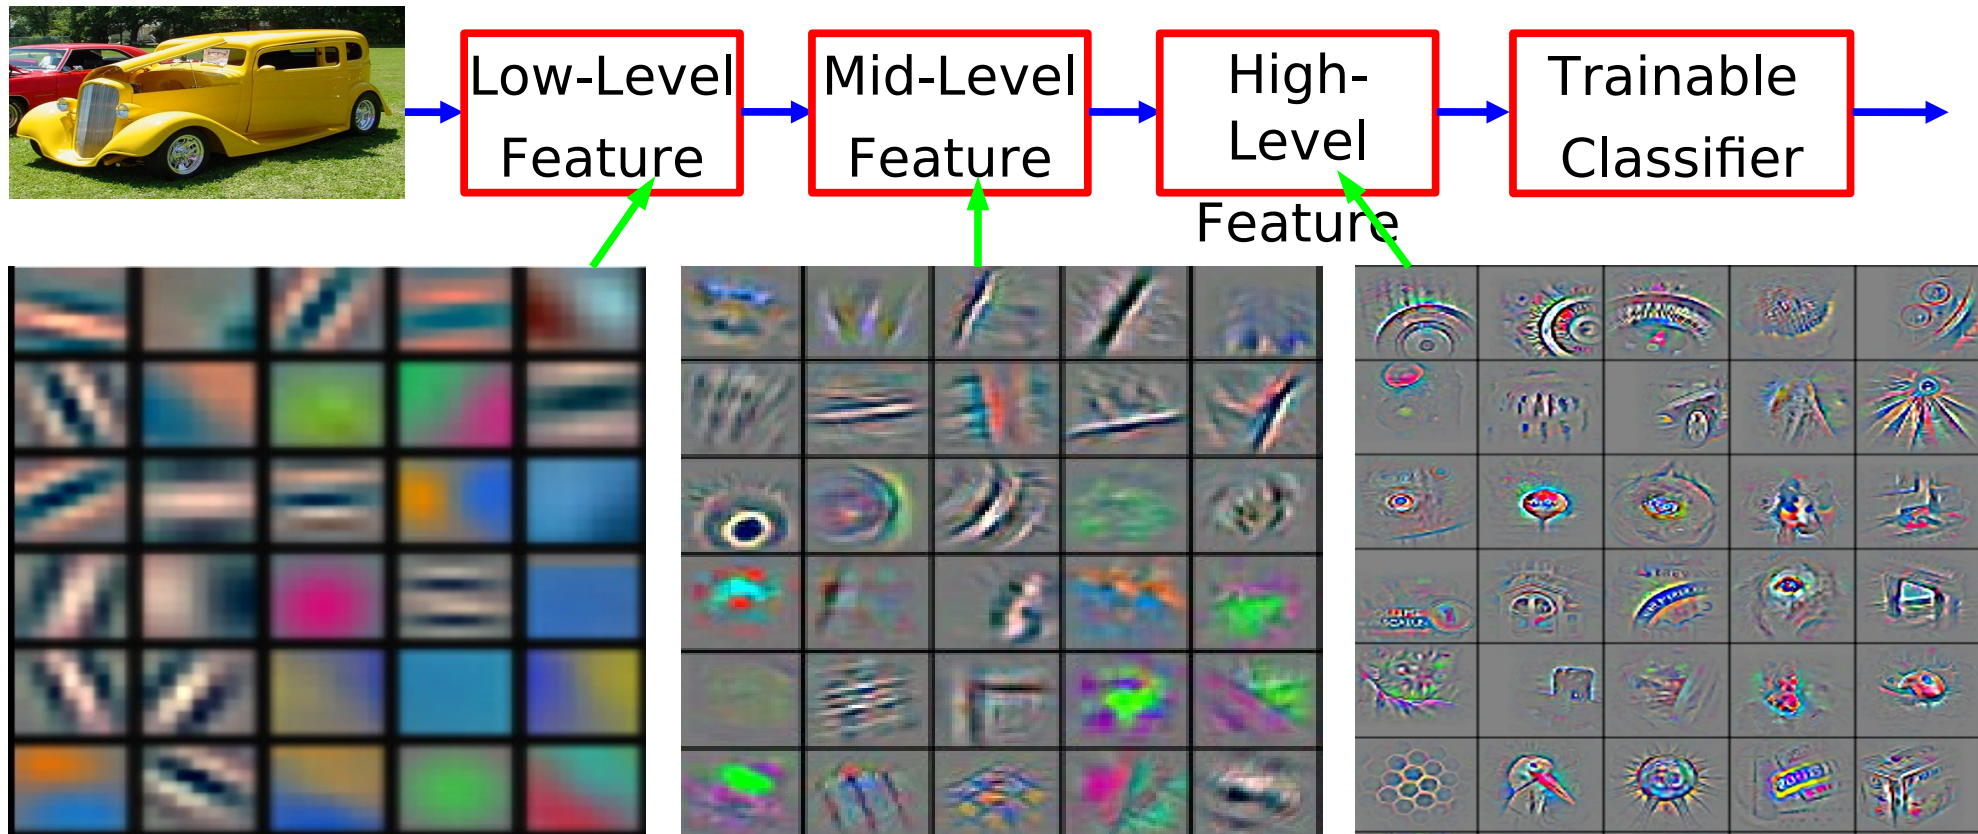 Low-Level
Feature
Mid-Level
Feature
High-
Level
Feature
Trainable
Classifier